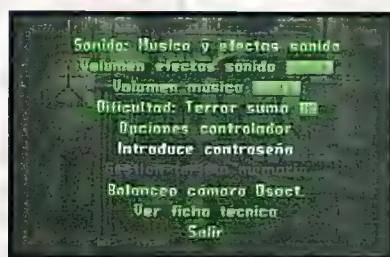 Sonido: Musica y efectos sonido
Volumen efectos sonido
Volumen musica
Dificultad: Terror sumo
Opciones controlador
Introduce contraseña
Balanceo camara Dsact
Ver ficha tecnica
Salir